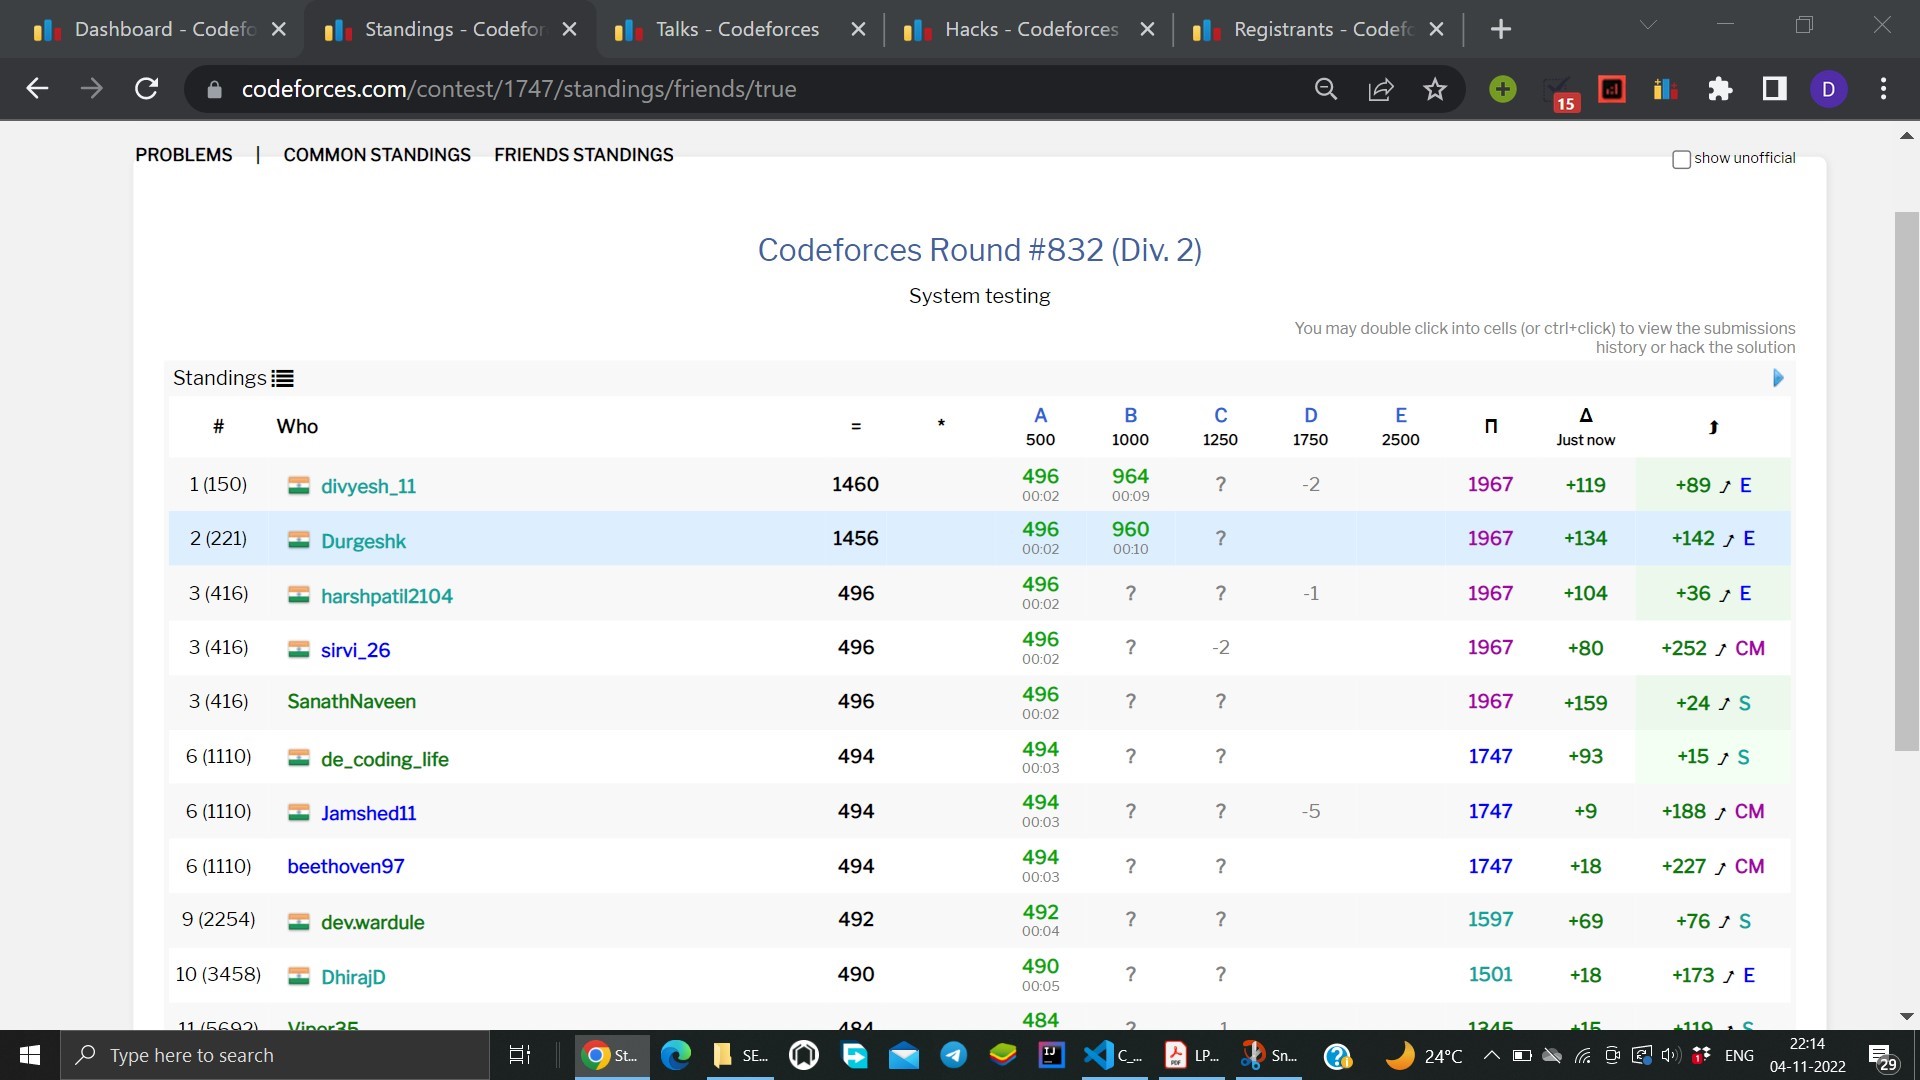 Dashboard - Codefo
Standings - Codefor
Talks - Codeforces
Hacks - Codeforces
Registrants - Codefo
codeforces.com/contest/1747/standings/friends/true
15
D
PROBLEMS | COMMON STANDINGS FRIENDS STANDINGS
show unofficial
Codeforces Round #832 (Div. 2)
System testing
You may double click into cells (or ctrl+click) to view the submissions
history or hack the solution
Standings
# Who = * A B C D E Π Δ
500 1000 1250 1750 2500 Just now
1 (150) divyesh_11 1460 496 964 ? -2 1967 +119 +89 E
00:02 00:09
2 (221) Durgeshk 1456 496 960 ? 1967 +134 +142 E
00:02 00:10
3 (416) harshpatil2104 496 496 ? ? -1 1967 +104 +36 E
00:02
3 (416) sirvi_26 496 496 ? -2 1967 +80 +252 CM
00:02
3 (416) SanathNaveen 496 496 ? ? 1967 +159 +24 S
00:02
6 (1110) de_coding_life 494 494 ? ? 1747 +93 +15 S
00:03
6 (1110) Jamshed11 494 494 ? ? -5 1747 +9 +188 CM
00:03
6 (1110) beethoven97 494 494 ? ? 1747 +18 +227 CM
00:03
9 (2254) dev.wardule 492 492 ? ? 1597 +69 +76 S
00:04
10 (3458) DhirajD 490 490 ? ? 1501 +18 +173 E
00:05
11 (5692) Viper35 484 484 ? 1345 +15 +119 S
Type here to search
St...
SE...
C_...
LP...
Sn...
24°C
ENG
22:14
04-11-2022
29